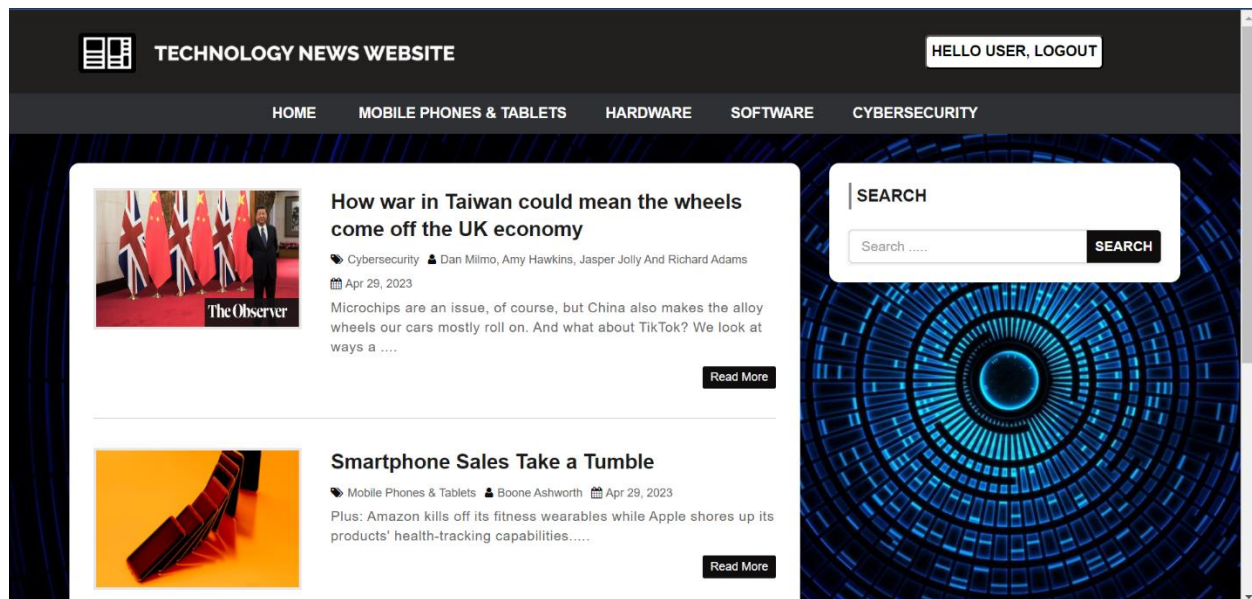 TECHNOLOGY NEWS WEBSITE
HELLO USER, LOGOUT
HOME MOBILE PHONES & TABLETS HARDWARE SOFTWARE CYBERSECURITY
How war in Taiwan could mean the wheels
come off the UK economy
Cybersecurity Dan Milmo, Amy Hawkins, Jasper Jolly And Richard Adams
Apr 29, 2023
Microchips are an issue, of course, but China also makes the alloy
wheels our cars mostly roll on. And what about TikTok? We look at
ways a ....
The Observer
Read More
Smartphone Sales Take a Tumble
Mobile Phones & Tablets Boone Ashworth Apr 29, 2023
Plus: Amazon kills off its fitness wearables while Apple shores up its
products' health-tracking capabilities.....
Read More
SEARCH
Search .....
SEARCH